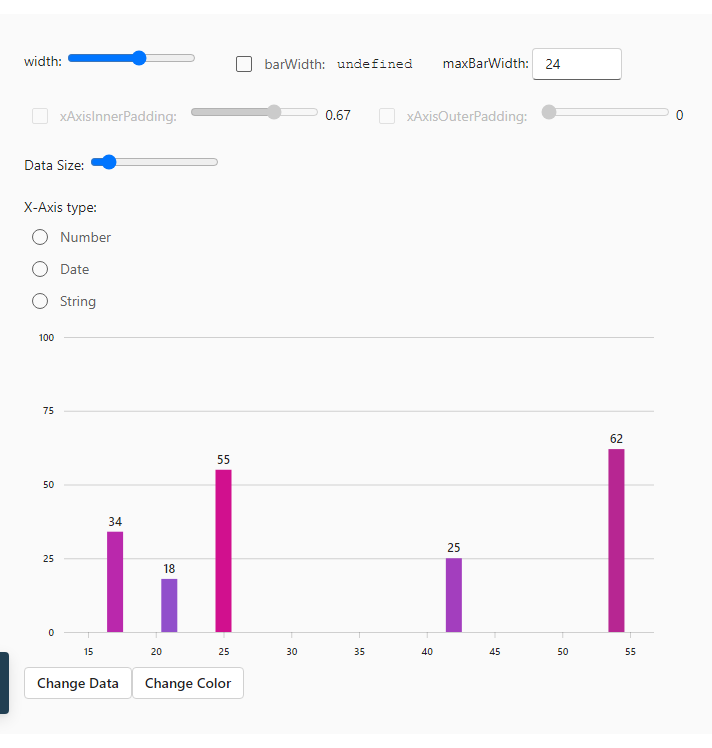 width: barWidth: undefined maxBarWidth: 24
xAxisInnerPadding: 0.67 xAxisOuterPadding: 0
Data Size:
X-Axis type:
Number
Date
String
100
75
62
55
50
34
25
25
18
0
15 20 25 30 35 40 45 50 55
Change Data Change Color